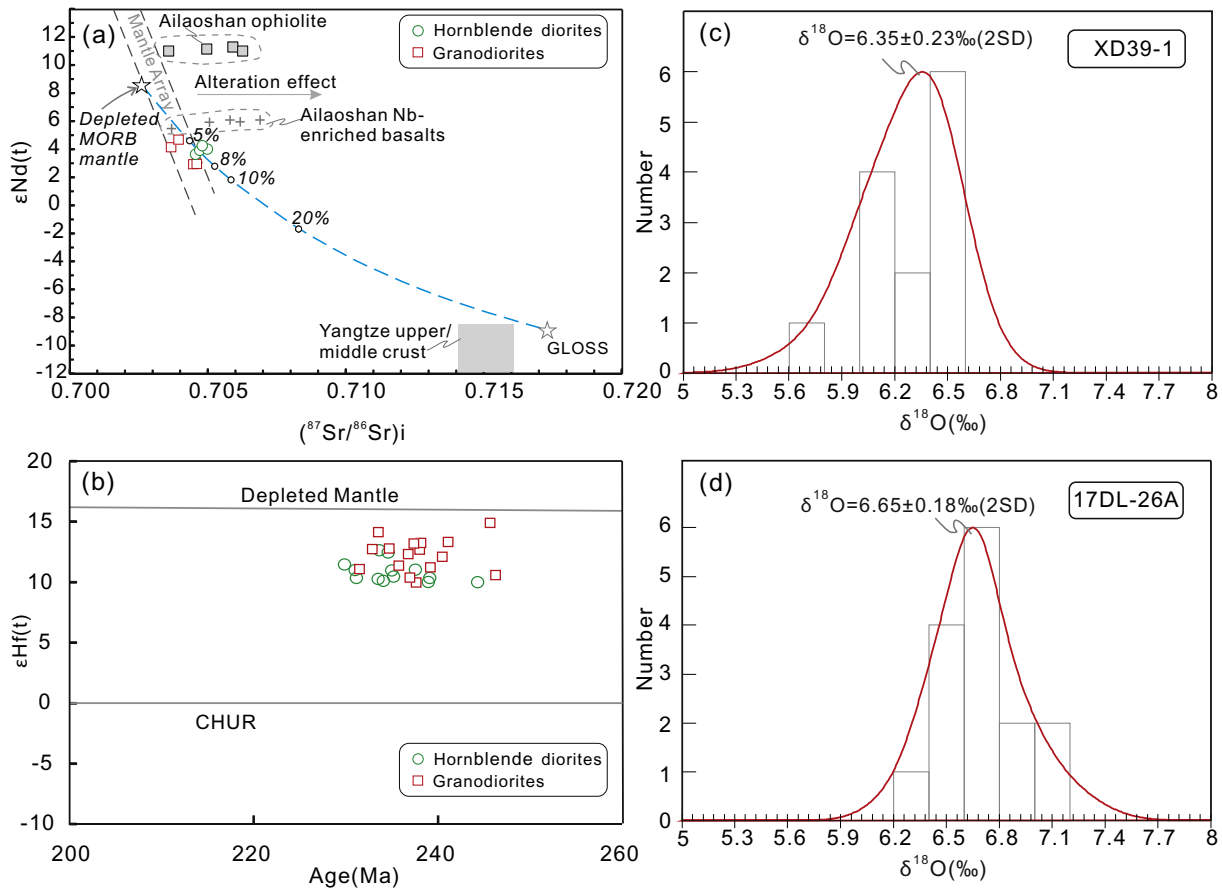 (a)
Ailaoshan ophiolite
Mantle Array
Hornblende diorites
Granodiorites
Alteration effect
Depleted
MORB
mantle
Ailaoshan Nb-
enriched basalts
5%
8%
10%
20%
Yangtze upper/
middle crust
GLOSS
εNd(t)
14
12
10
8
6
4
2
0
-2
-4
-6
-8
-10
-12
0.700
0.705
0.710
0.715
0.720
(⁸⁷Sr/⁸⁶Sr)i
(b)
Depleted Mantle
CHUR
Hornblende diorites
Granodiorites
εHf(t)
20
15
10
5
0
-5
-10
200
220
240
260
Age(Ma)
(c)
δ¹⁸O=6.35±0.23‰(2SD)
XD39-1
Number
6
5
4
3
2
1
0
5
5.3
5.6
5.9
6.2
6.5
6.8
7.1
7.4
7.7
8
δ¹⁸O(‰)
(d)
δ¹⁸O=6.65±0.18‰(2SD)
17DL-26A
Number
6
5
4
3
2
1
0
5
5.3
5.6
5.9
6.2
6.5
6.8
7.1
7.4
7.7
8
δ¹⁸O(‰)